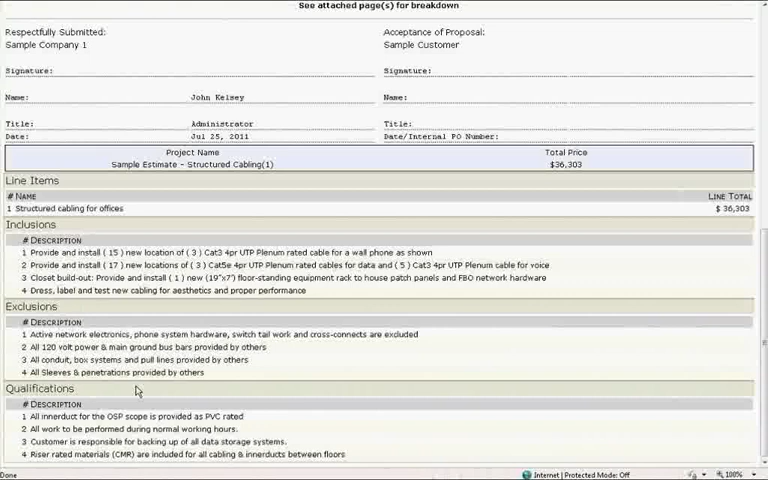 See attached page(s) for breakdown
Respectfully Submitted: Acceptance of Proposal:
Sample Company 1 Sample Customer
Signature: Signature:
Name: John Kelsey Name:
Title: Administrator Title:
Date: Jul 25, 2011 Date/Internal PO Number:
Project Name Total Price
Sample Estimate - Structured Cabling(1) $36,303
Line Items
# NAME LINE TOTAL
1 Structured cabling for offices $ 36,303
Inclusions
# DESCRIPTION
1 Provide and install ( 15 ) new location of ( 3 ) Cat3 4pr UTP Plenum rated cable for a wall phone as shown
2 Provide and install ( 17 ) new locations of ( 3 ) Cat5e 4pr UTP Plenum rated cables for data and ( 5 ) Cat3 4pr UTP Plenum cable for voice
3 Closet build-out: Provide and install ( 1 ) new (19"x7') floor-standing equipment rack to house patch panels and FBO network hardware
4 Dress, label and test new cabling for aesthetics and proper performance
Exclusions
# DESCRIPTION
1 Active network electronics, phone system hardware, switch tail work and cross-connects are excluded
2 All 120 volt power & main ground bus bars provided by others
3 All conduit, box systems and pull lines provided by others
4 All Sleeves & penetrations provided by others
Qualifications
# DESCRIPTION
1 All innerduct for the OSP scope is provided as PVC rated
2 All work to be performed during normal working hours.
3 Customer is responsible for backing up of all data storage systems.
4 Riser rated materials (CMR) are included for all cabling & innerducts between floors
Done Internet | Protected Mode: Off 100%